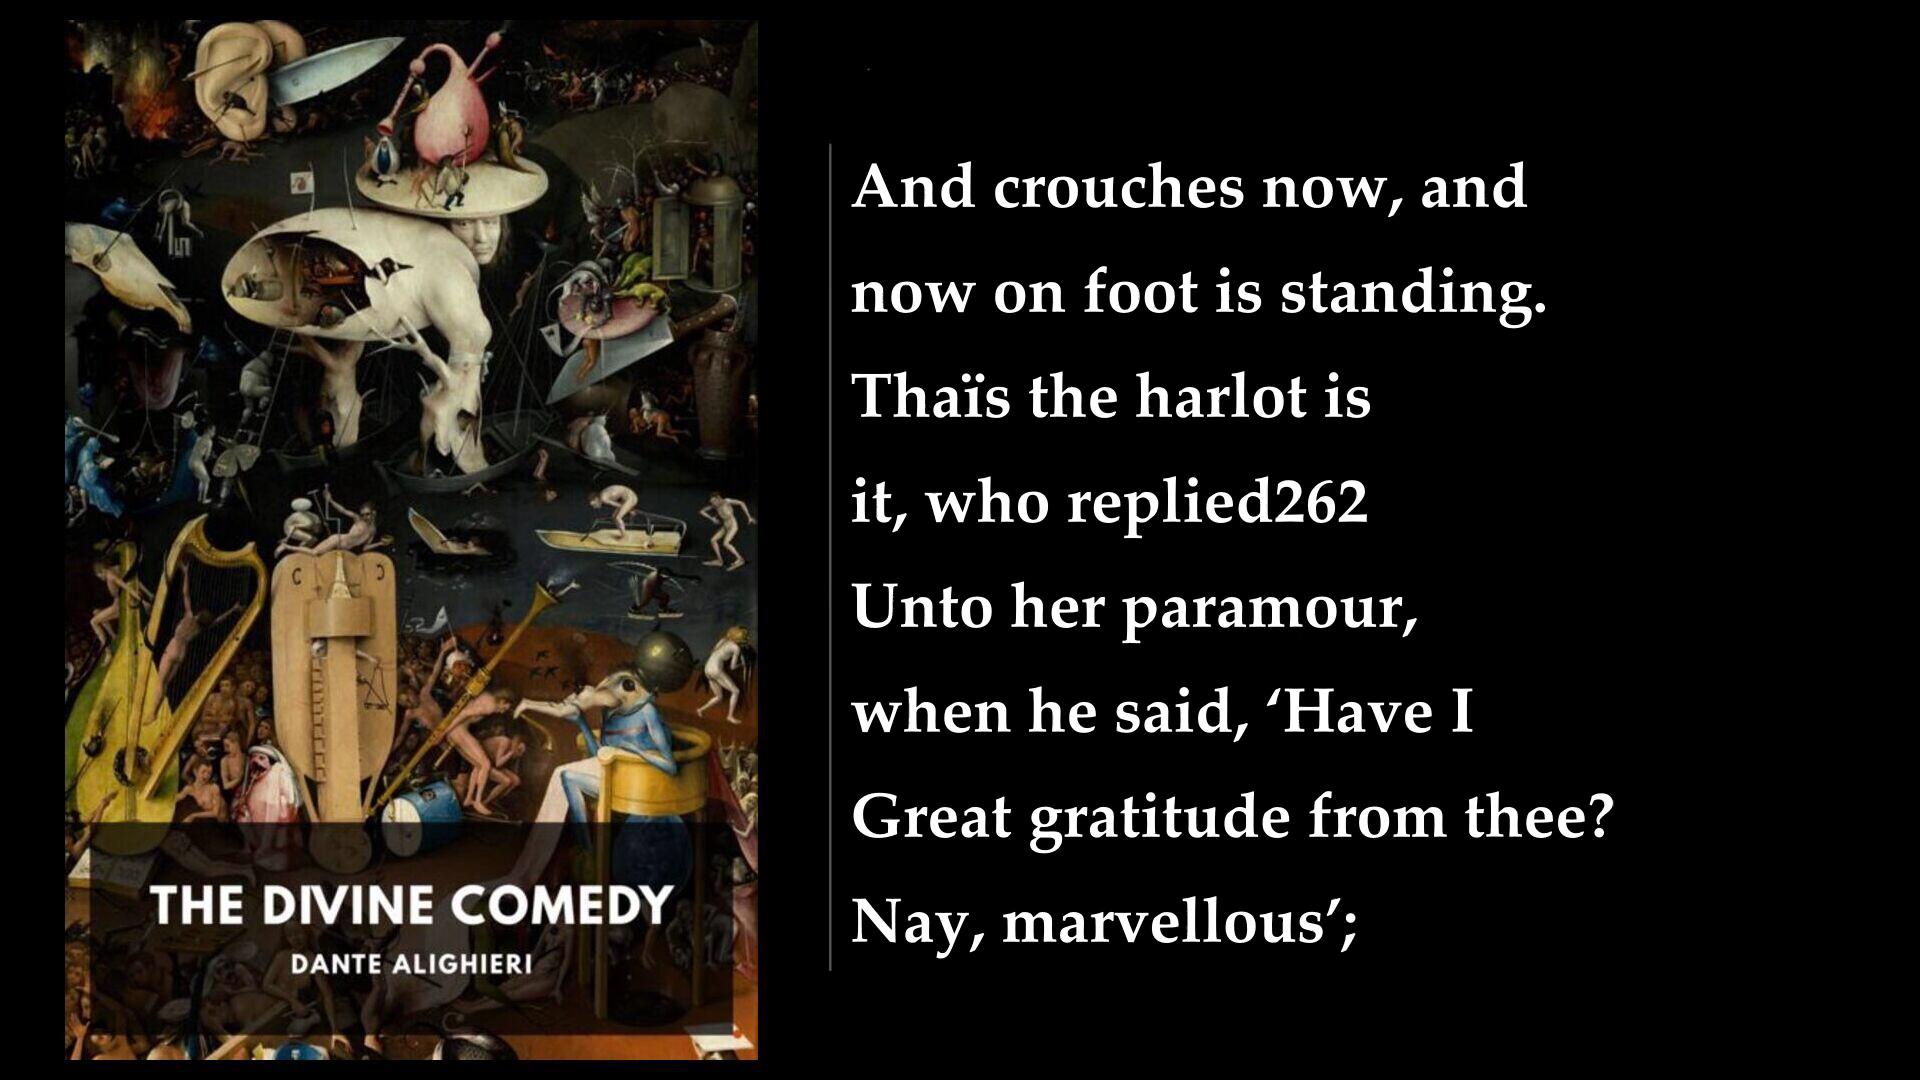 THE DIVINE COMEDY
DANTE ALIGHIERI
And crouches now, and
now on foot is standing.
Thaïs the harlot is
it, who replied262
Unto her paramour,
when he said, ‘Have I
Great gratitude from thee?
Nay, marvellous’;